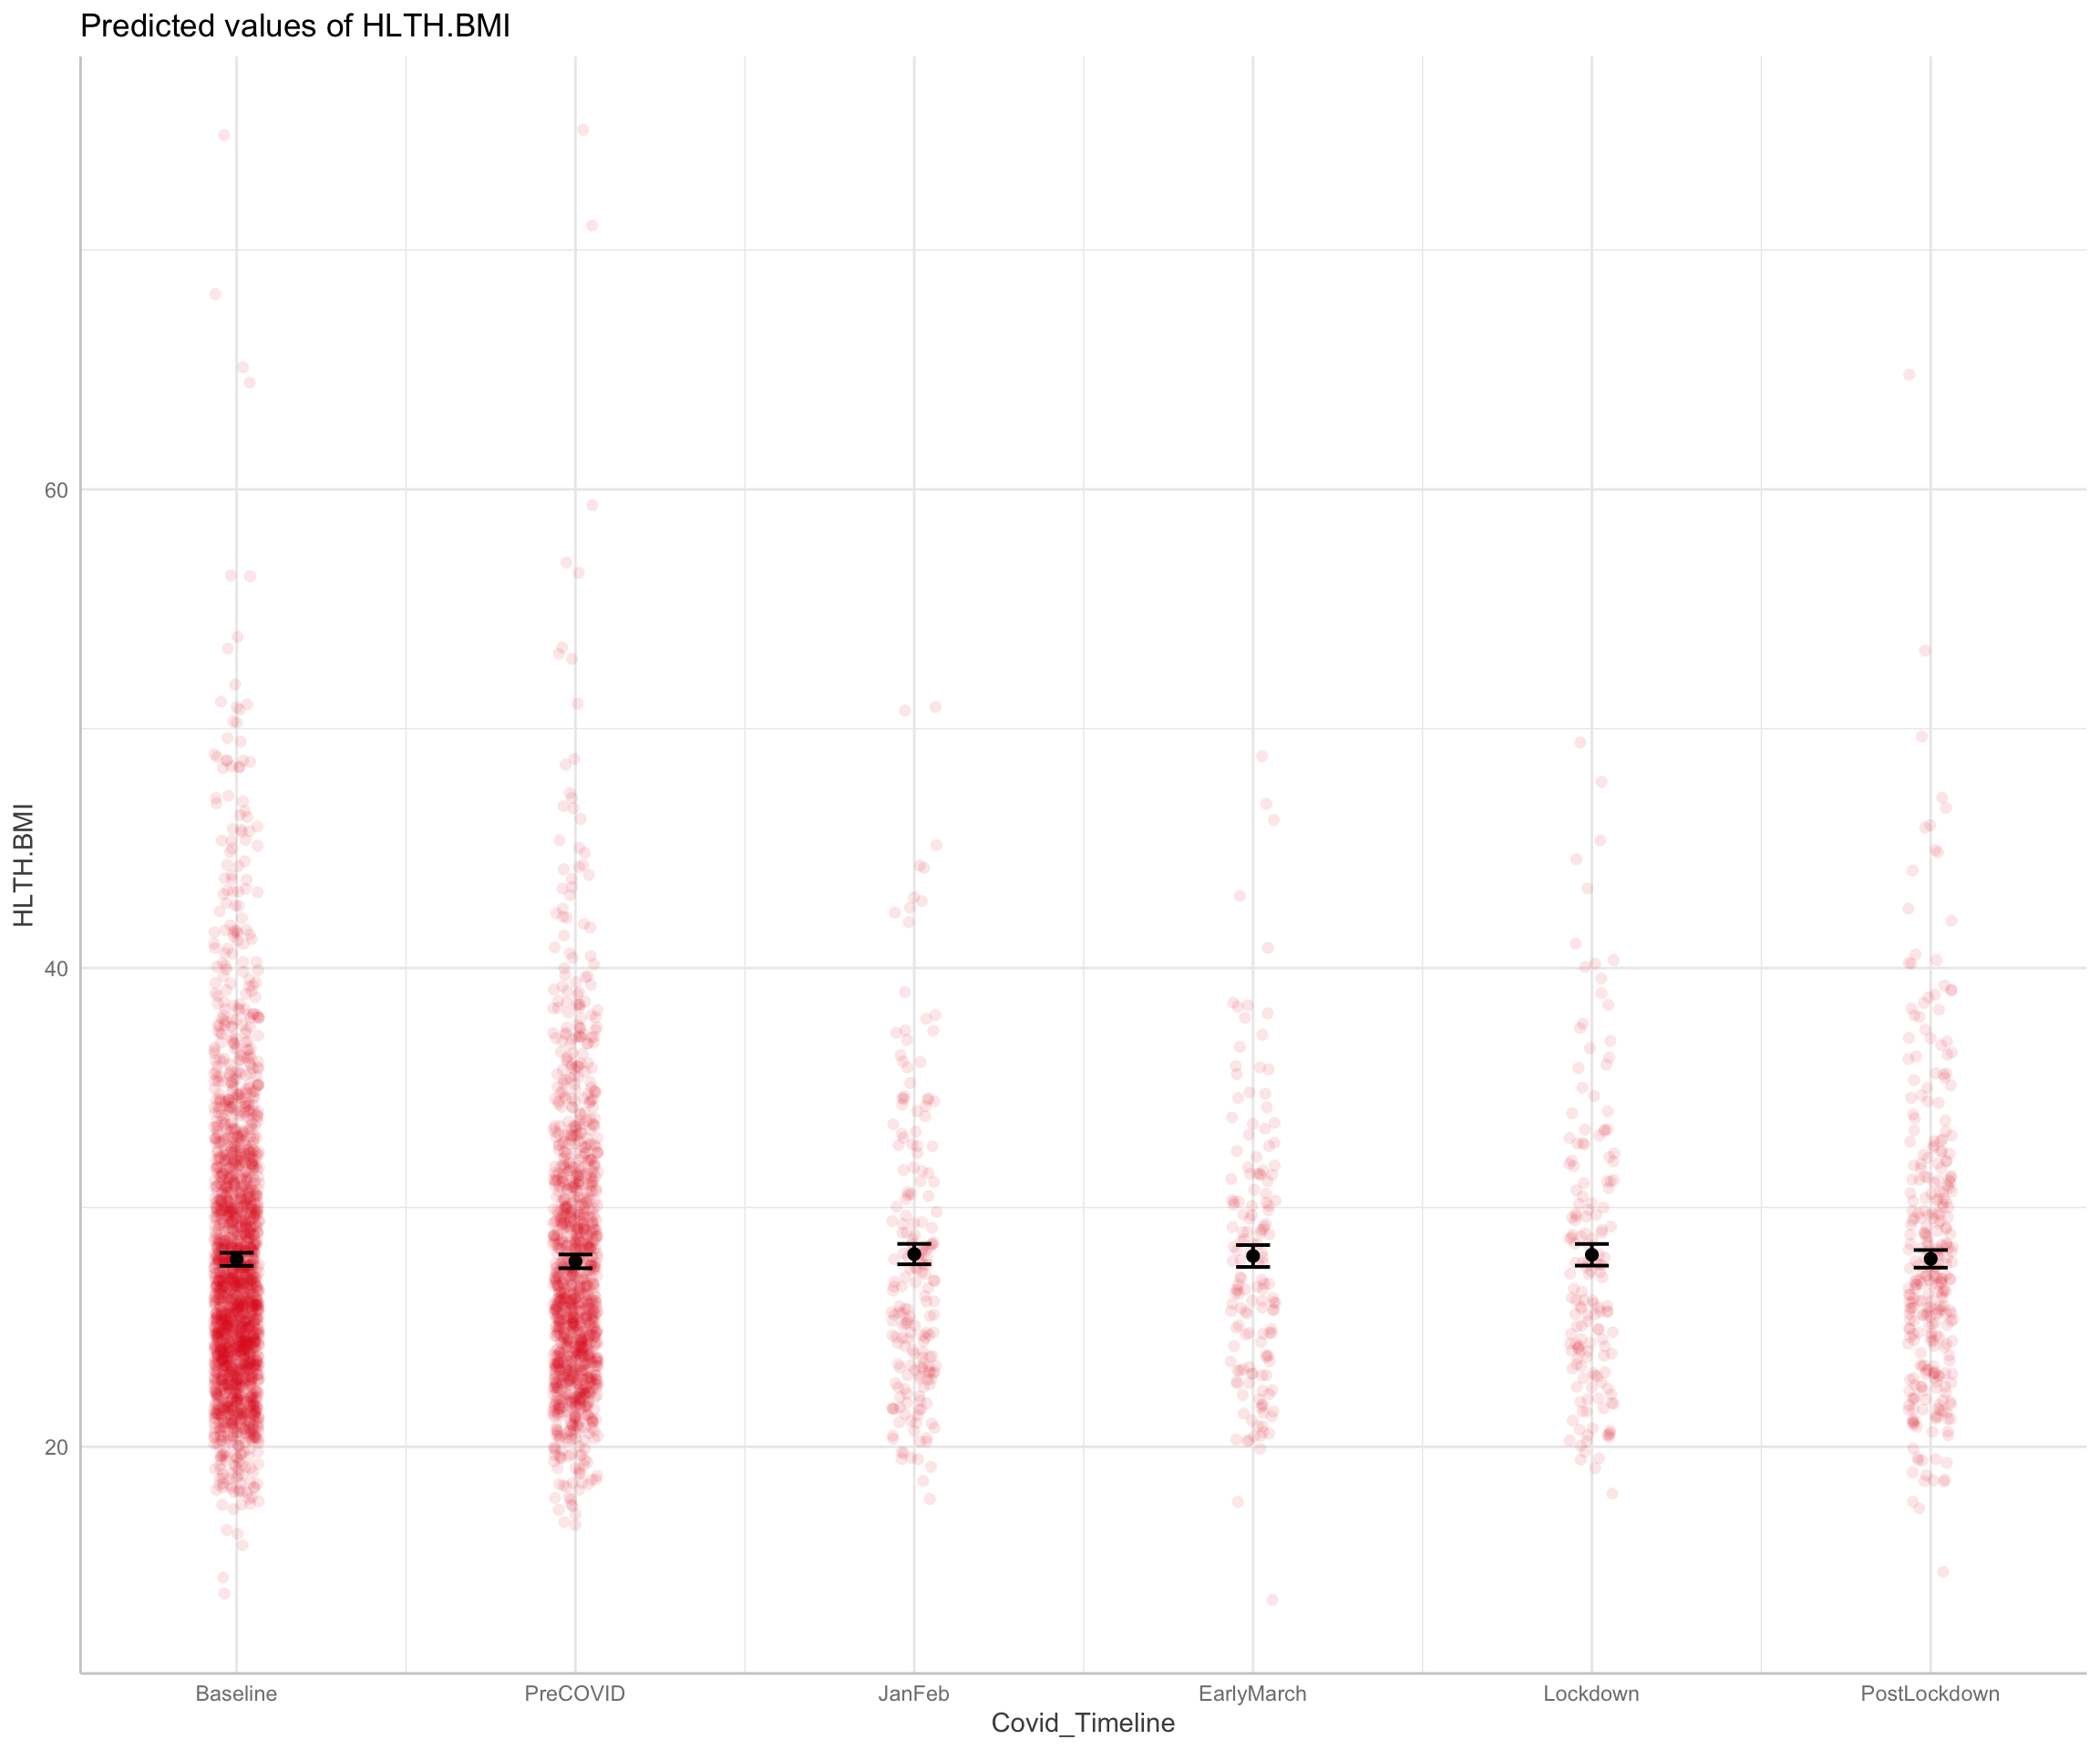 Predicted values of HLTH.BMI
HLTH.BMI
60
40
20
Baseline
PreCOVID
JanFeb
EarlyMarch
Lockdown
PostLockdown
Covid_Timeline